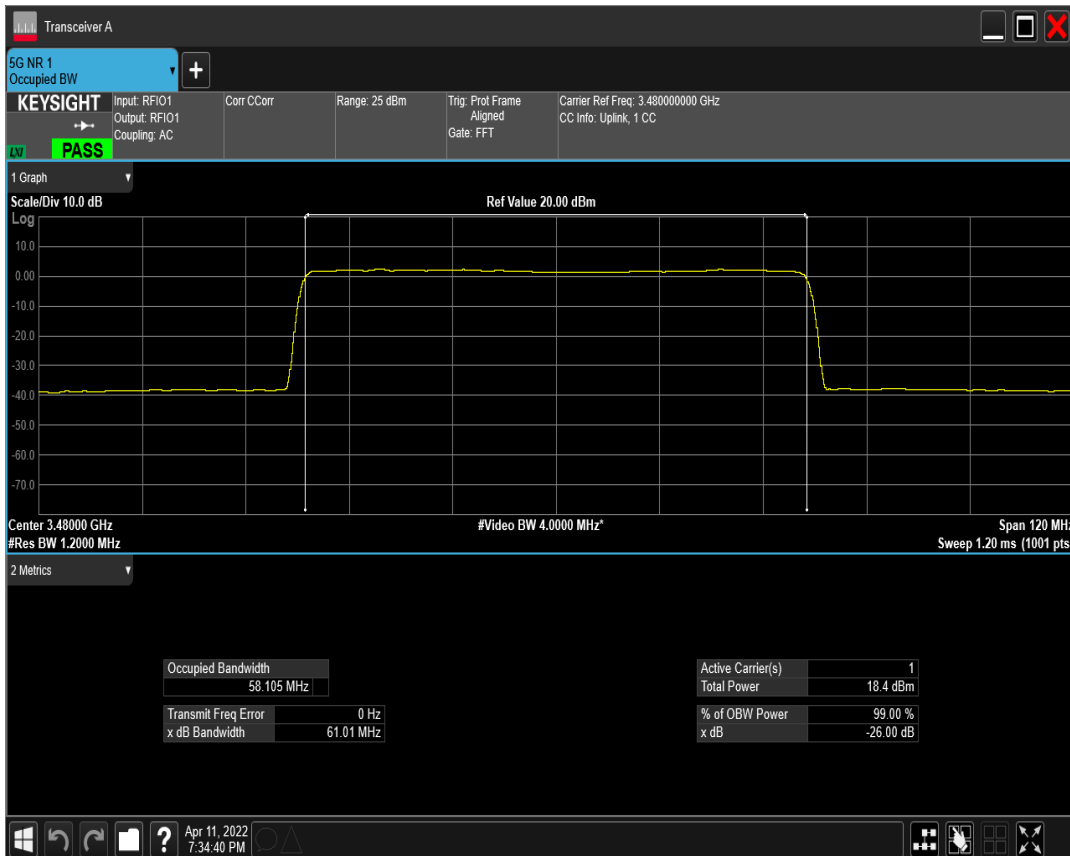 Transceiver A
5G NR 1
Occupied BW
KEYSIGHT
LXI
PASS
Input: RFIO1
Output: RFIO1
Coupling: AC
Corr CCorr
Range: 25 dBm
Trig: Prot Frame
Aligned
Gate: FFT
Carrier Ref Freq: 3.480000000 GHz
CC Info: Uplink, 1 CC
1 Graph
Scale/Div 10.0 dB
Ref Value 20.00 dBm
Log
10.0
0.00
-10.0
-20.0
-30.0
-40.0
-50.0
-60.0
-70.0
Center 3.48000 GHz
#Video BW 4.0000 MHz*
Span 120 MHz
#Res BW 1.2000 MHz
Sweep 1.20 ms (1001 pts
2 Metrics
Occupied Bandwidth
58.105 MHz
Transmit Freq Error 0 Hz
x dB Bandwidth 61.01 MHz
Active Carrier(s) 1
Total Power 18.4 dBm
% of OBW Power 99.00 %
x dB -26.00 dB
?
Apr 11, 2022
7:34:40 PM